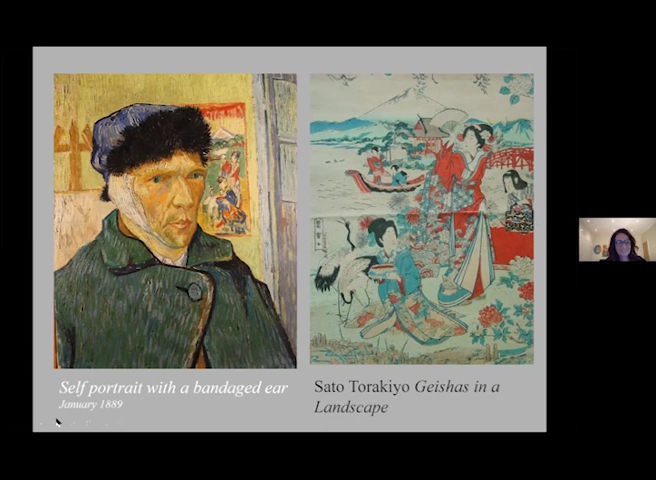 Self portrait with a bandaged ear
January 1889
Sato Torakiyo Geishas in a
Landscape